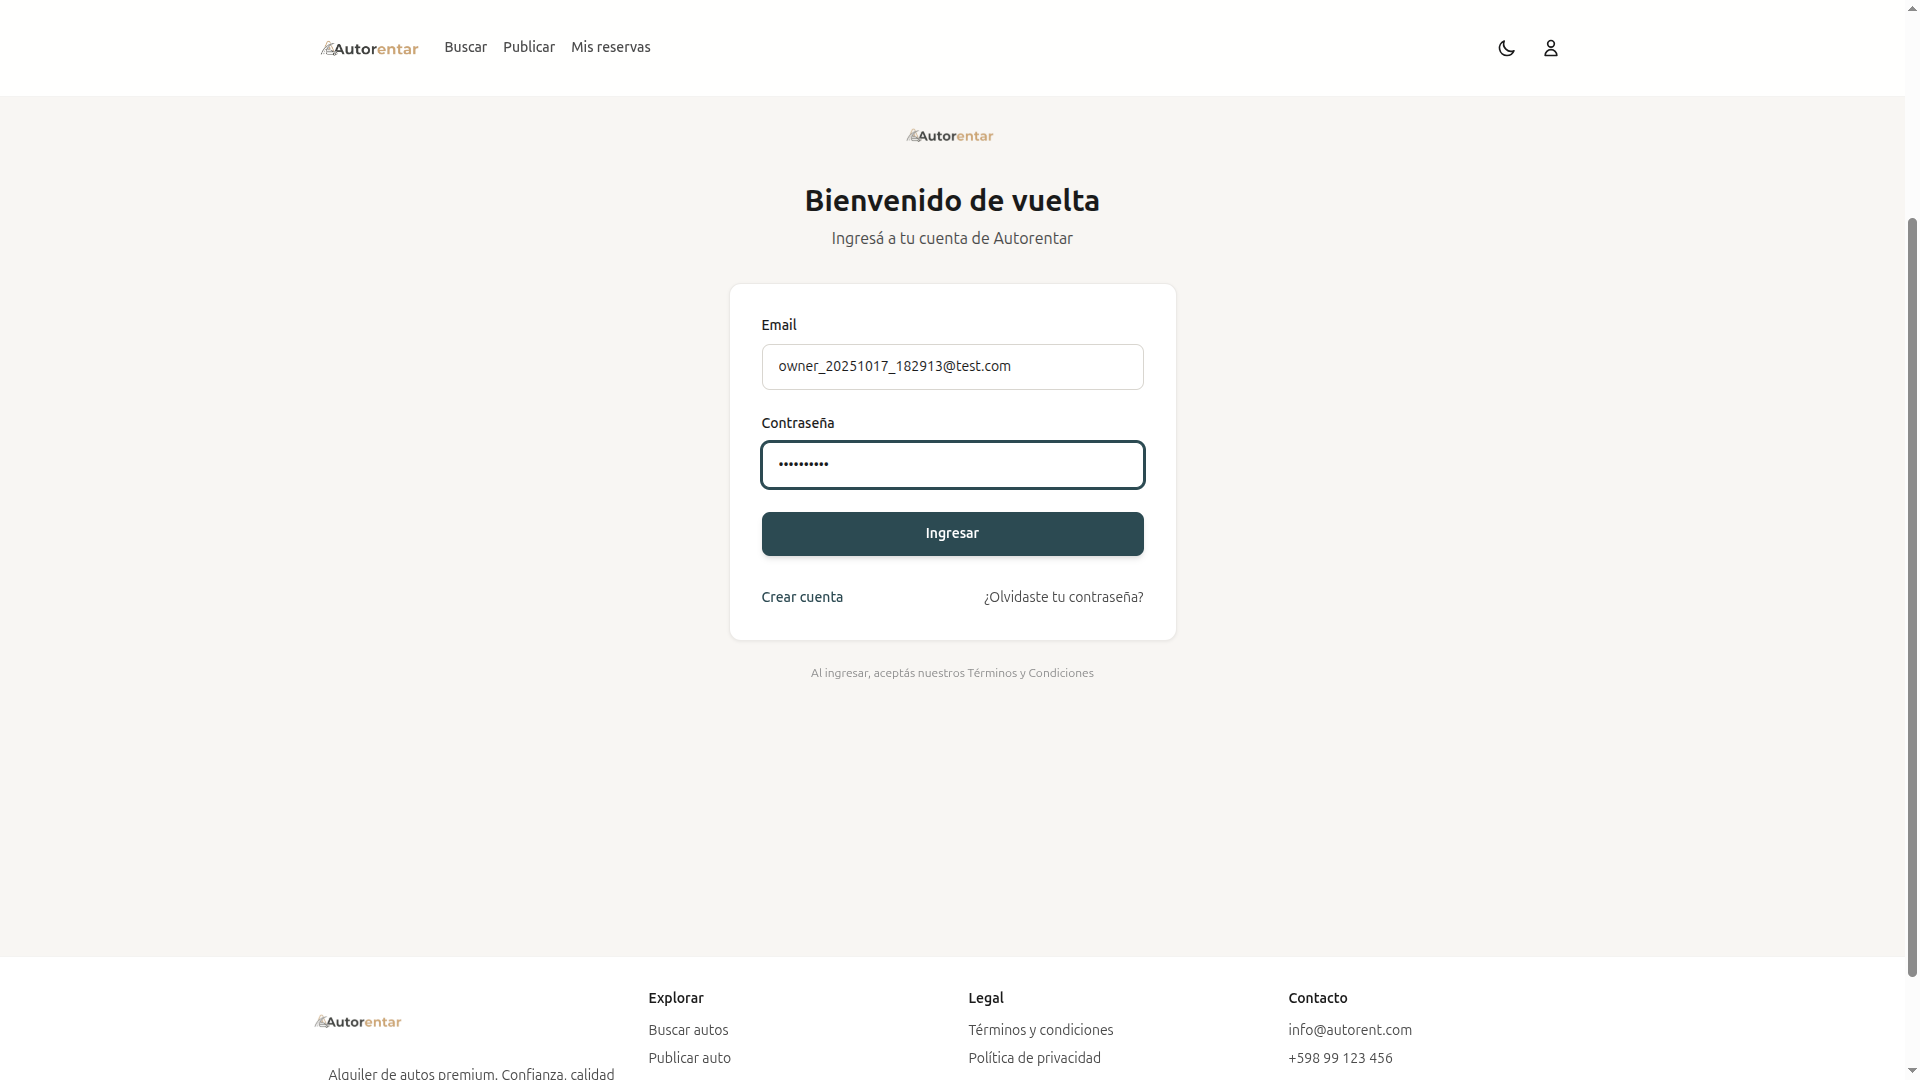 Autorentar
Buscar
Publicar
Mis reservas
Autorentar
Bienvenido de vuelta
Ingresá a tu cuenta de Autorentar
Email
owner_20251017_182913@test.com
Contraseña
••••••••••
Ingresar
Crear cuenta
¿Olvidaste tu contraseña?
Al ingresar, aceptás nuestros Términos y Condiciones
Autorentar
Alquiler de autos premium. Confianza, calidad
Explorar
Buscar autos
Publicar auto
Legal
Términos y condiciones
Política de privacidad
Contacto
info@autorent.com
+598 99 123 456